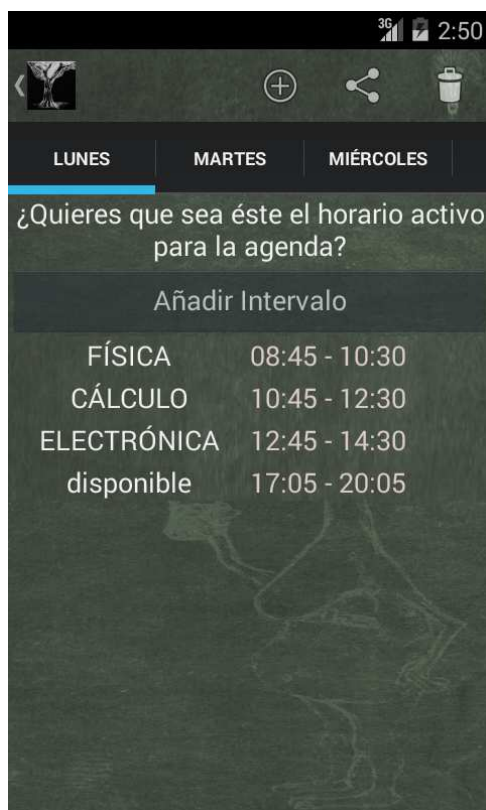 3G 2:50
LUNES MARTES MIÉRCOLES
¿Quieres que sea éste el horario activo
para la agenda?
Añadir Intervalo
FÍSICA 08:45 - 10:30
CÁLCULO 10:45 - 12:30
ELECTRÓNICA 12:45 - 14:30
disponible 17:05 - 20:05